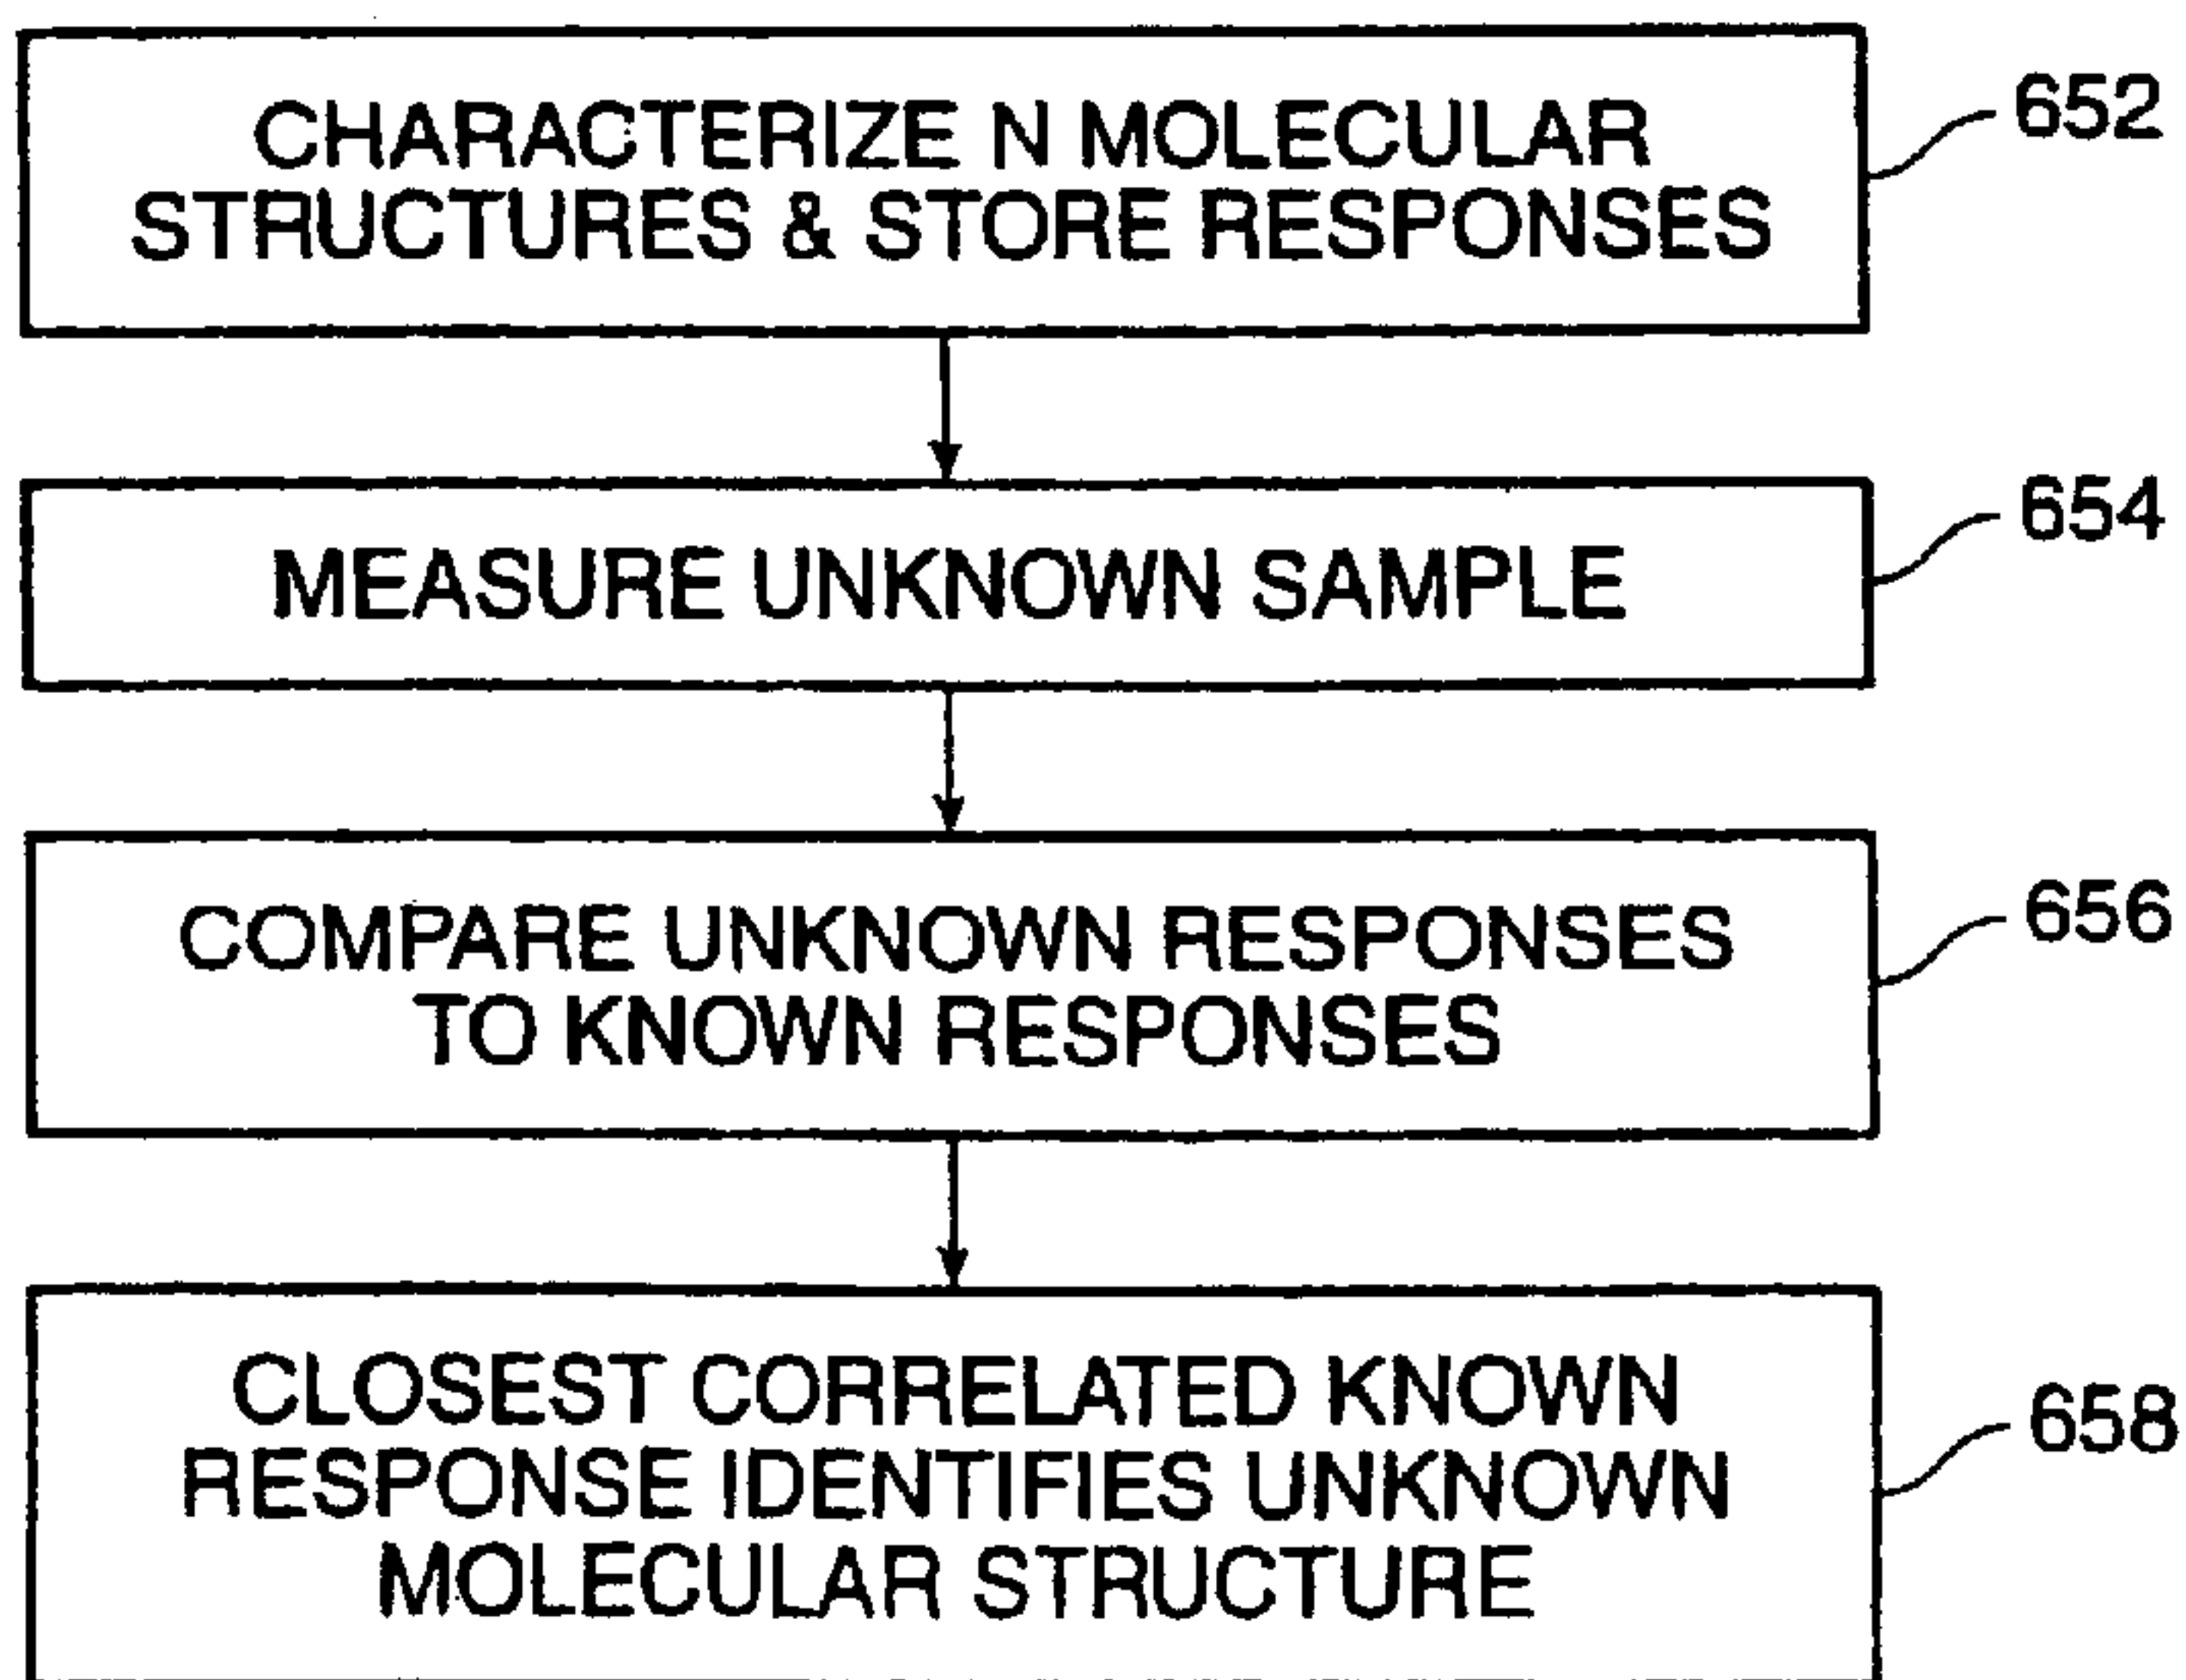 CHARACTERIZE N MOLECULAR
STRUCTURES & STORE RESPONSES
652
MEASURE UNKNOWN SAMPLE
654
COMPARE UNKNOWN RESPONSES
TO KNOWN RESPONSES
656
CLOSEST CORRELATED KNOWN
RESPONSE IDENTIFIES UNKNOWN
MOLECULAR STRUCTURE
658